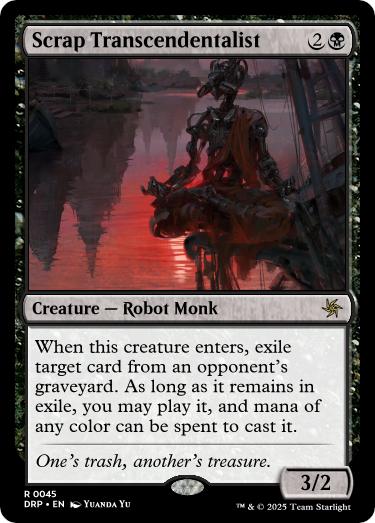 Scrap Transcendentalist 2
Creature — Robot Monk
When this creature enters, exile
target card from an opponent's
graveyard. As long as it remains in
exile, you may play it, and mana of
any color can be spent to cast it.
One's trash, another's treasure.
3/2
R 0045
DRP • EN Yuanda Yu
™ & © 2025 Team Starlight